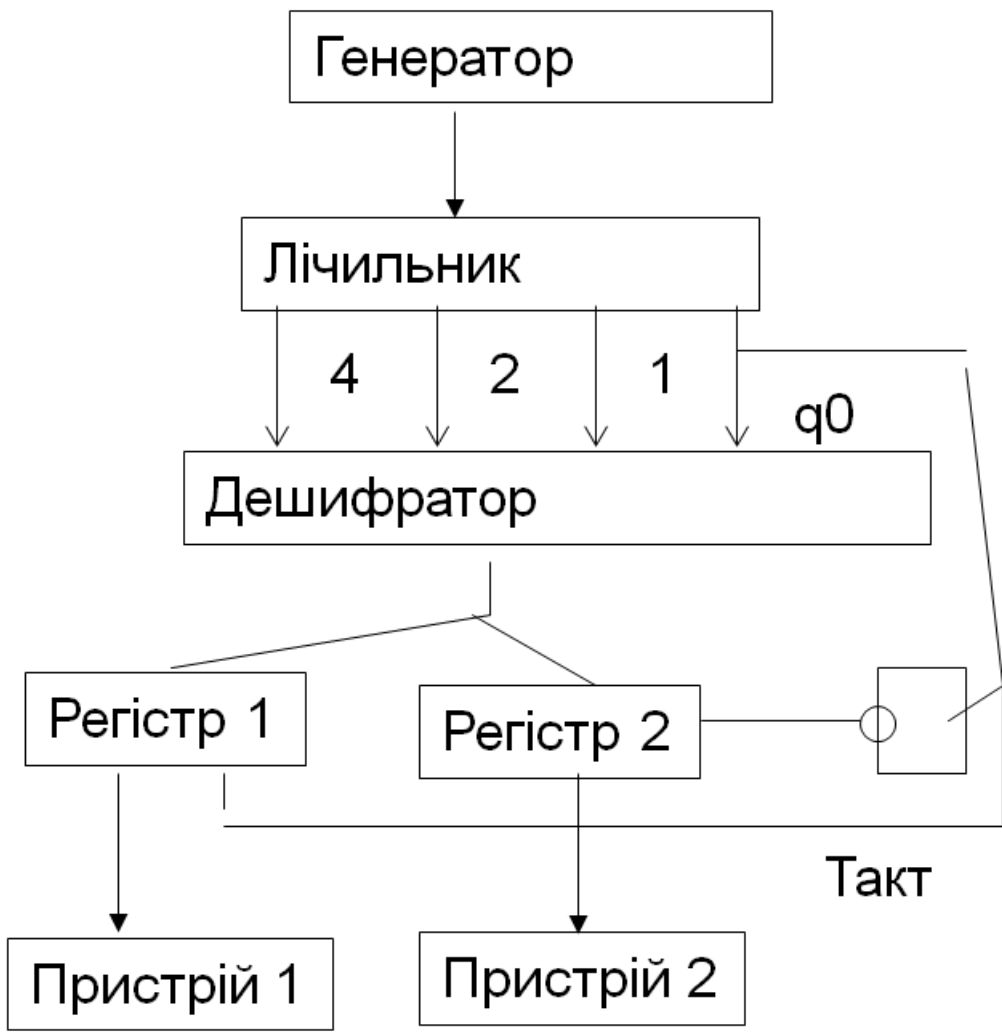 Генератор
Лічильник
4 2 1
q0
Дешифратор
Регістр 1
Регістр 2
Такт
Пристрій 1
Пристрій 2